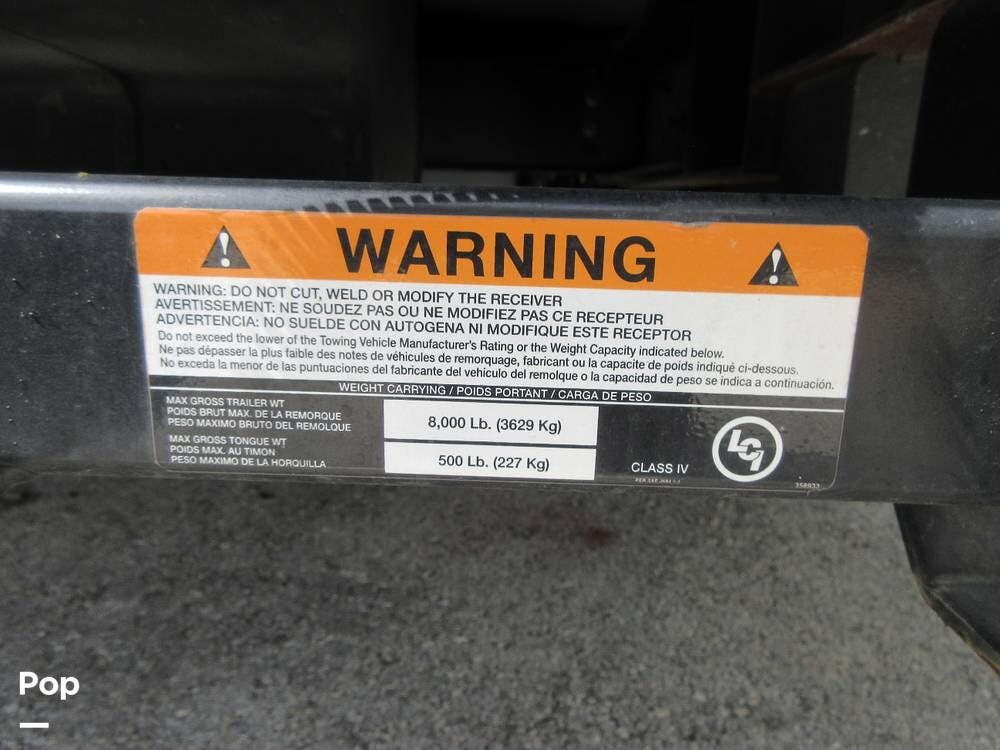 WARNING
WARNING: DO NOT CUT, WELD OR MODIFY THE RECEIVER
AVERTISSEMENT: NE SOUDEZ PAS OU NE MODIFIEZ PAS CE RECEPTEUR
ADVERTENCIA: NO SUELDE CON AUTOGENA NI MODIFIQUE ESTE RECEPTOR
Do not exceed the lower of the Towing Vehicle Manufacturer's Rating or the Weight Capacity indicated below.
Ne pas dépasser la plus faible des notes de véhicules de remorquage, fabricant ou la capacite de poids indiqué ci-dessous.
No exceda la menor de las puntuaciones del fabricante del vehículo del remolque o la capacidad de peso se indica a continuación.
WEIGHT CARRYING / POIDS PORTANT / CARGA DE PESO
MAX GROSS TRAILER WT
POIDS BRUT MAX. DE LA REMORQUE
PESO MAXIMO BRUTO DEL REMOLQUE
8,000 Lb. (3629 Kg)
MAX GROSS TONGUE WT
POIDS MAX. AU TIMON
PESO MAXIMO DE LA HORQUILLA
500 Lb. (227 Kg)
CLASS IV
LCI
Pop